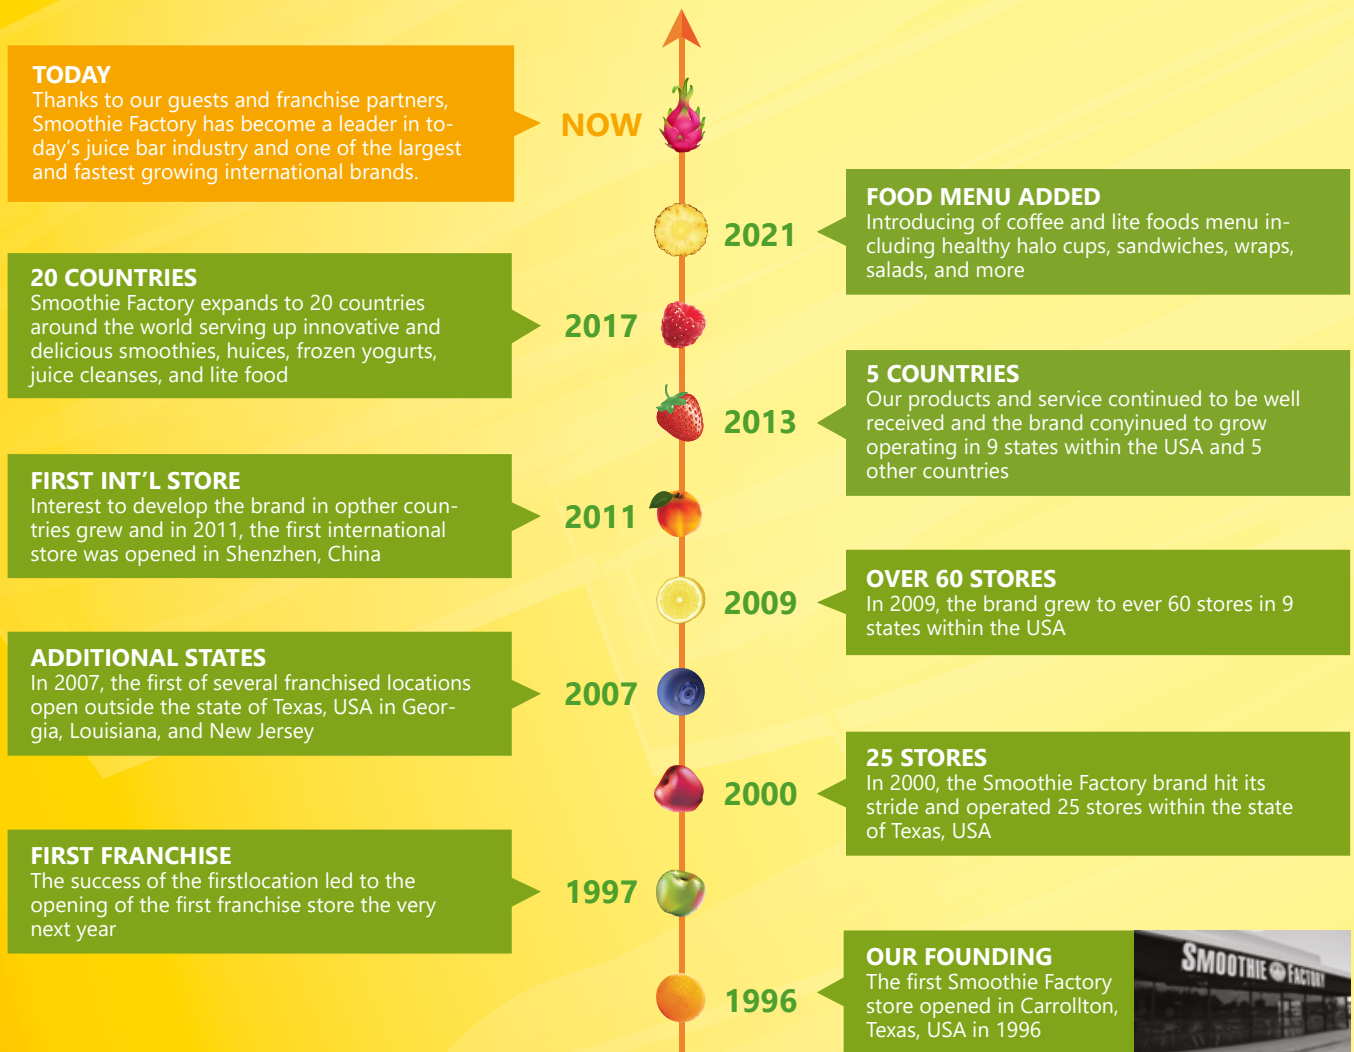 TODAY
Thanks to our guests and franchise partners,
Smoothie Factory has become a leader in to-
day's juice bar industry and one of the largest
and fastest growing international brands.
NOW
FOOD MENU ADDED
Introducing of coffee and lite foods menu in-
cluding healthy halo cups, sandwiches, wraps,
salads, and more
2021
20 COUNTRIES
Smoothie Factory expands to 20 countries
around the world serving up innovative and
delicious smoothies, huices, frozen yogurts,
juice cleanses, and lite food
2017
5 COUNTRIES
Our products and service continued to be well
received and the brand conyinued to grow
operating in 9 states within the USA and 5
other countries
2013
FIRST INT'L STORE
Interest to develop the brand in opther coun-
tries grew and in 2011, the first international
store was opened in Shenzhen, China
2011
OVER 60 STORES
In 2009, the brand grew to ever 60 stores in 9
states within the USA
2009
ADDITIONAL STATES
In 2007, the first of several franchised locations
open outside the state of Texas, USA in Geor-
gia, Louisiana, and New Jersey
2007
25 STORES
In 2000, the Smoothie Factory brand hit its
stride and operated 25 stores within the state
of Texas, USA
2000
FIRST FRANCHISE
The success of the firstlocation led to the
opening of the first franchise store the very
next year
1997
OUR FOUNDING
The first Smoothie Factory
store opened in Carrollton,
Texas, USA in 1996
1996
SMOOTHIE FACTORY